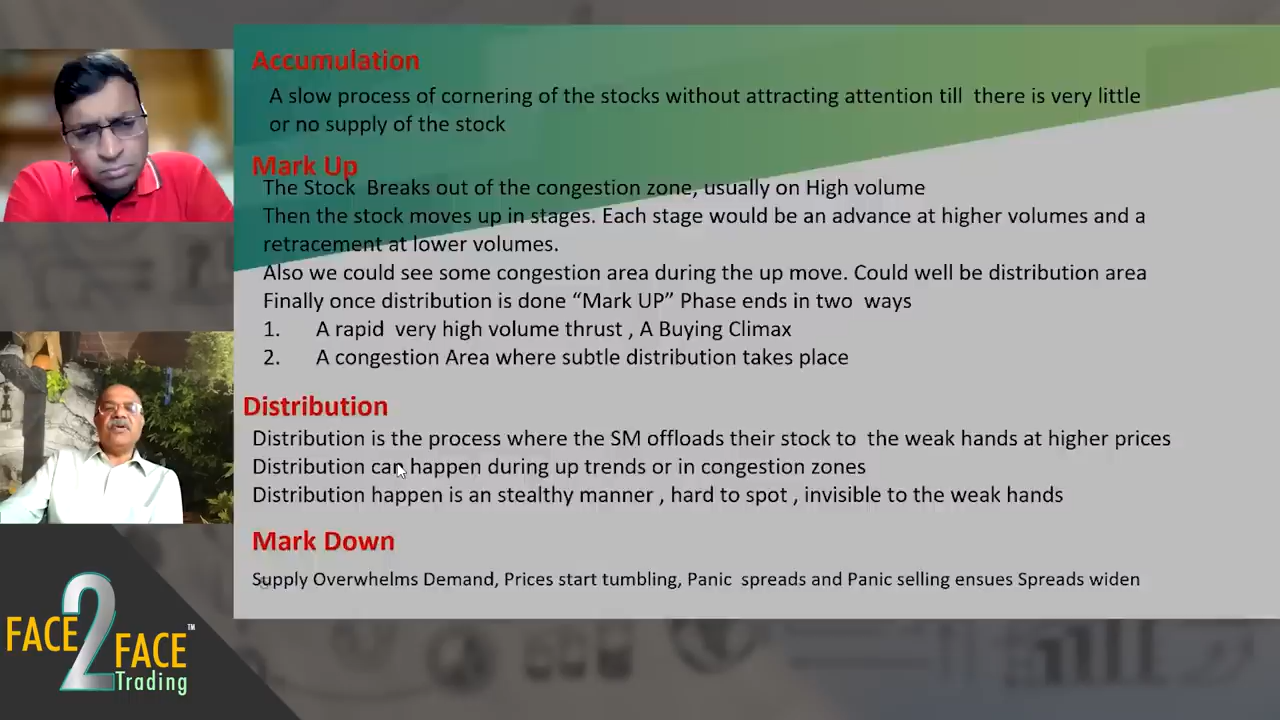 Accumulation
A slow process of cornering of the stocks without attracting attention till there is very little
or no supply of the stock
Mark Up
The Stock Breaks out of the congestion zone, usually on High volume
Then the stock moves up in stages. Each stage would be an advance at higher volumes and a
retracement at lower volumes.
Also we could see some congestion area during the up move. Could well be distribution area
Finally once distribution is done “Mark UP” Phase ends in two ways
1. A rapid very high volume thrust , A Buying Climax
2. A congestion Area where subtle distribution takes place
Distribution
Distribution is the process where the SM offloads their stock to the weak hands at higher prices
Distribution can happen during up trends or in congestion zones
Distribution happen is an stealthy manner , hard to spot , invisible to the weak hands
Mark Down
Supply Overwhelms Demand, Prices start tumbling, Panic spreads and Panic selling ensues Spreads widen
FACE 2 FACE ™
Trading